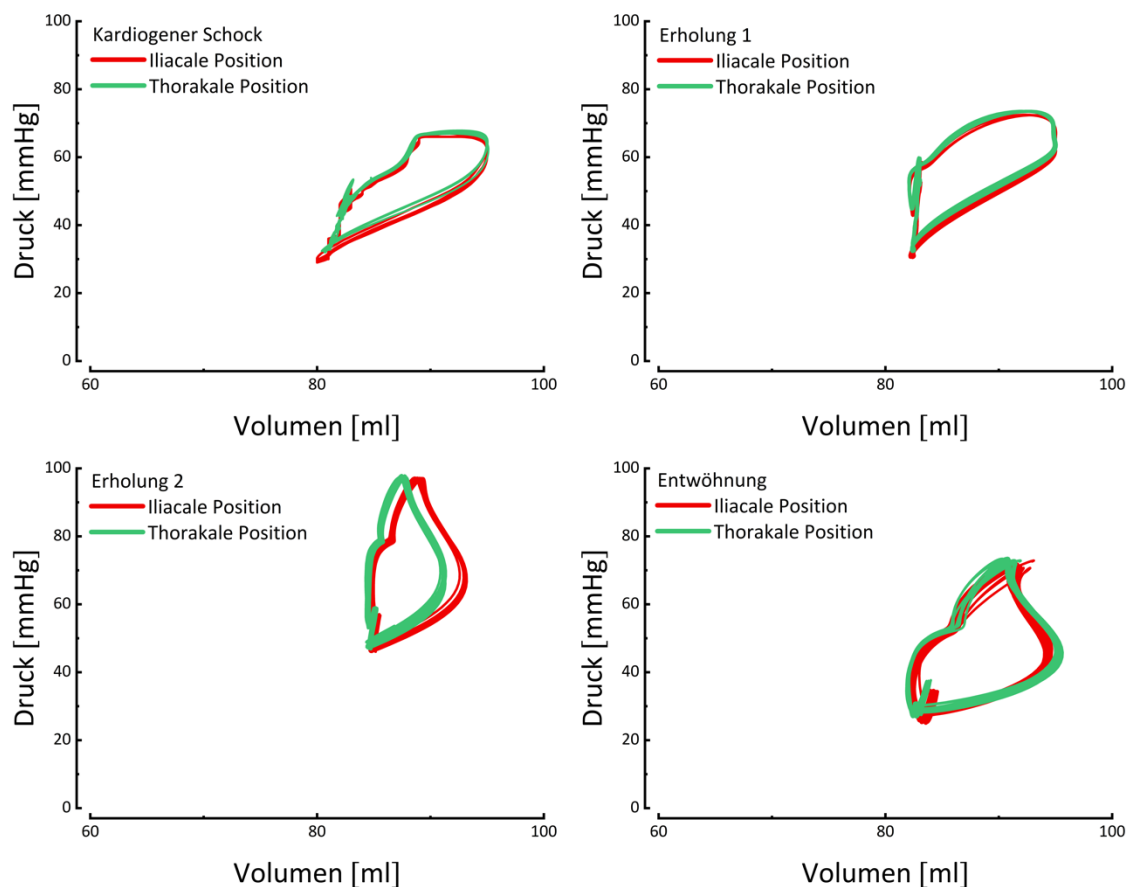 Kardiogener Schock
Iliacale Position
Thorakale Position
Druck [mmHg]
100
80
60
40
20
0
60
80
100
Volumen [ml]
Erholung 1
Iliacale Position
Thorakale Position
Druck [mmHg]
100
80
60
40
20
0
60
80
100
Volumen [ml]
Erholung 2
Iliacale Position
Thorakale Position
Druck [mmHg]
100
80
60
40
20
0
60
80
100
Volumen [ml]
Entwöhnung
Iliacale Position
Thorakale Position
Druck [mmHg]
100
80
60
40
20
0
60
80
100
Volumen [ml]